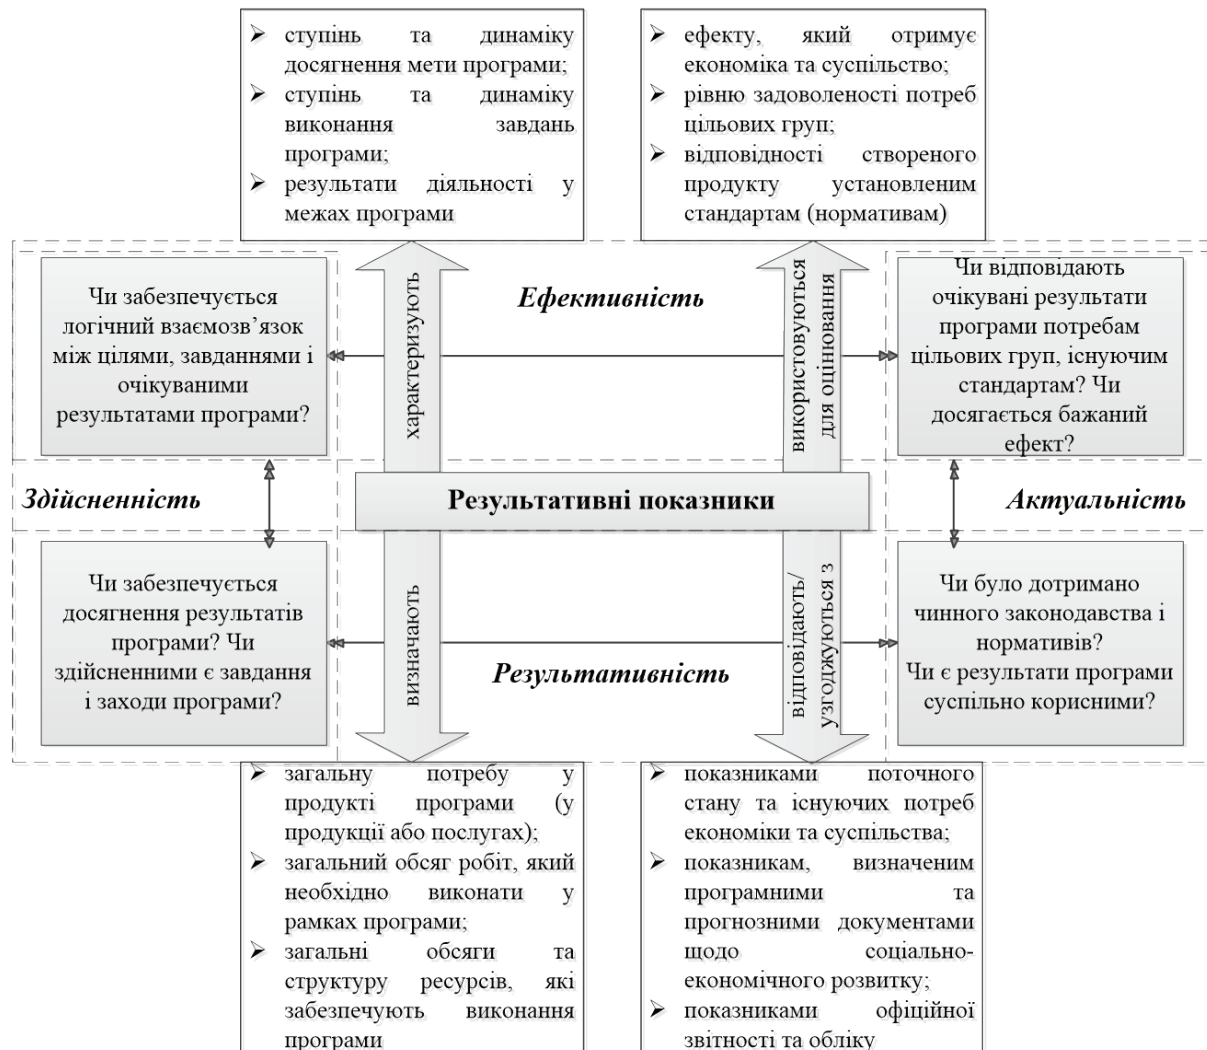 ➢ ступінь та динаміку
досягнення мети програми;
➢ ступінь та динаміку
виконання завдань
програми;
➢ результати діяльності у
межах програми
➢ ефекту, який отримує
економіка та суспільство;
➢ рівню задоволеності потреб
цільових груп;
➢ відповідності створеного
продукту установленим
стандартам (нормативам)
Чи забезпечується
логічний взаємозв’язок
між цілями, завданнями і
очікуваними
результатами програми?
характеризують
Ефективність
використовуються
для оцінювання
Чи відповідають
очікувані результати
програми потребам
цільових груп, існуючим
стандартам? Чи
досягається бажаний
ефект?
Здійсненність
Результативні показники
Актуальність
Чи забезпечується
досягнення результатів
програми? Чи
здійсненними є завдання
і заходи програми?
визначають
Результативність
відповідають/
узгоджуються з
Чи було дотримано
чинного законодавства і
нормативів?
Чи є результати програми
суспільно корисними?
➢ загальну потребу у
продукті програми (у
продукції або послугах);
➢ загальний обсяг робіт, який
необхідно виконати у
рамках програми;
➢ загальні обсяги та
структуру ресурсів, які
забезпечують виконання
програми
➢ показниками поточного
стану та існуючих потреб
економіки та суспільства;
➢ показникам, визначеним
програмними та
прогнозними документами
щодо соціально-
економічного розвитку;
➢ показниками офіційної
звітності та обліку